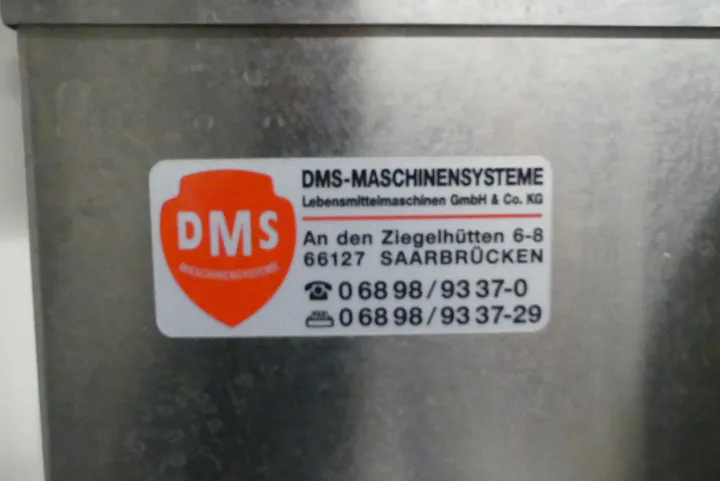 DMS
MASCHINENSYSTEME
DMS-MASCHINENSYSTEME
Lebensmittelmaschinen GmbH & Co. KG
An den Ziegelhütten 6-8
66127 SAARBRÜCKEN
☎ 0 68 98 / 93 37-0
0 68 98 / 93 37-29